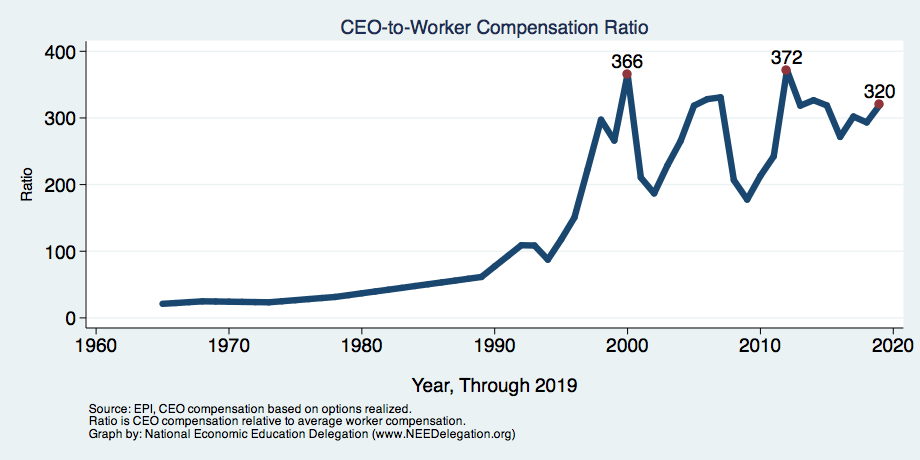 CEO-to-Worker Compensation Ratio
400
300
200
100
0
Ratio
366
372
320
1960
1970
1980
1990
2000
2010
2020
Year, Through 2019
Source: EPI, CEO compensation based on options realized.
Ratio is CEO compensation relative to average worker compensation.
Graph by: National Economic Education Delegation (www.NEEDelegation.org)